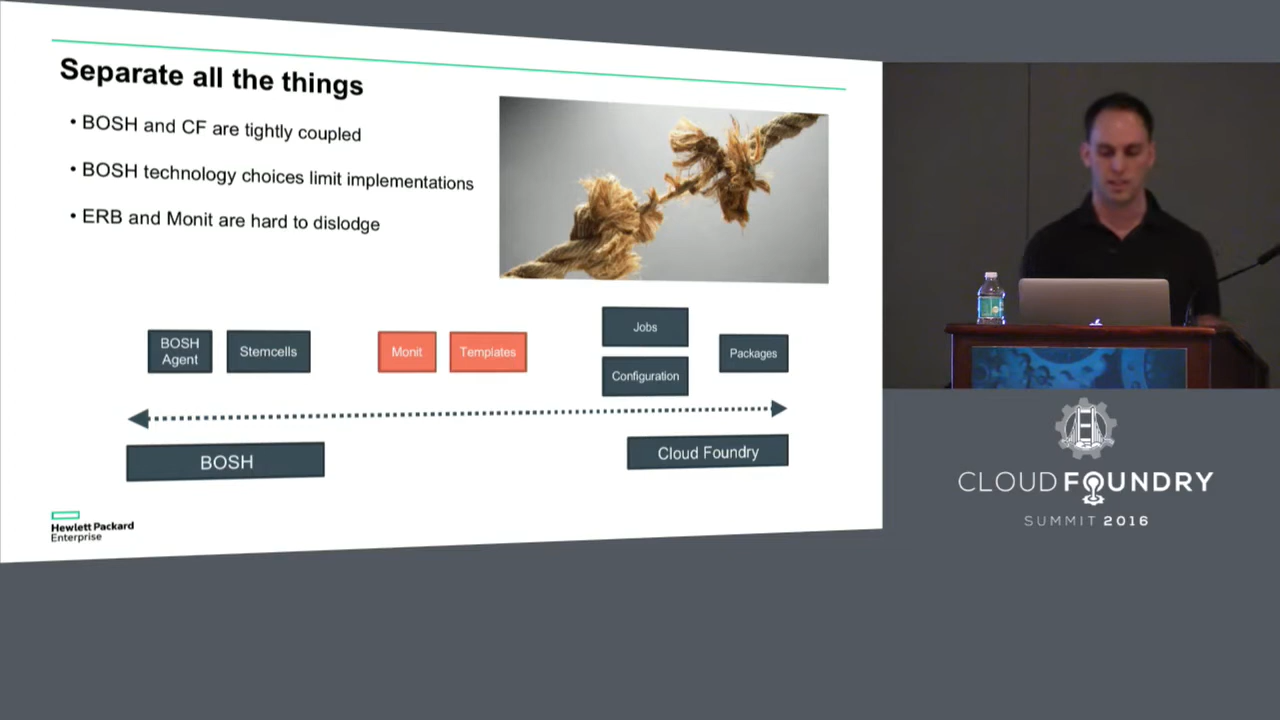 Separate all the things
• BOSH and CF are tightly coupled
• BOSH technology choices limit implementations
• ERB and Monit are hard to dislodge
BOSH
Agent
Stemcells
Monit
Templates
Jobs
Configuration
Packages
BOSH
Cloud Foundry
Hewlett Packard
Enterprise
CLOUD FOUNDRY
SUMMIT 2016